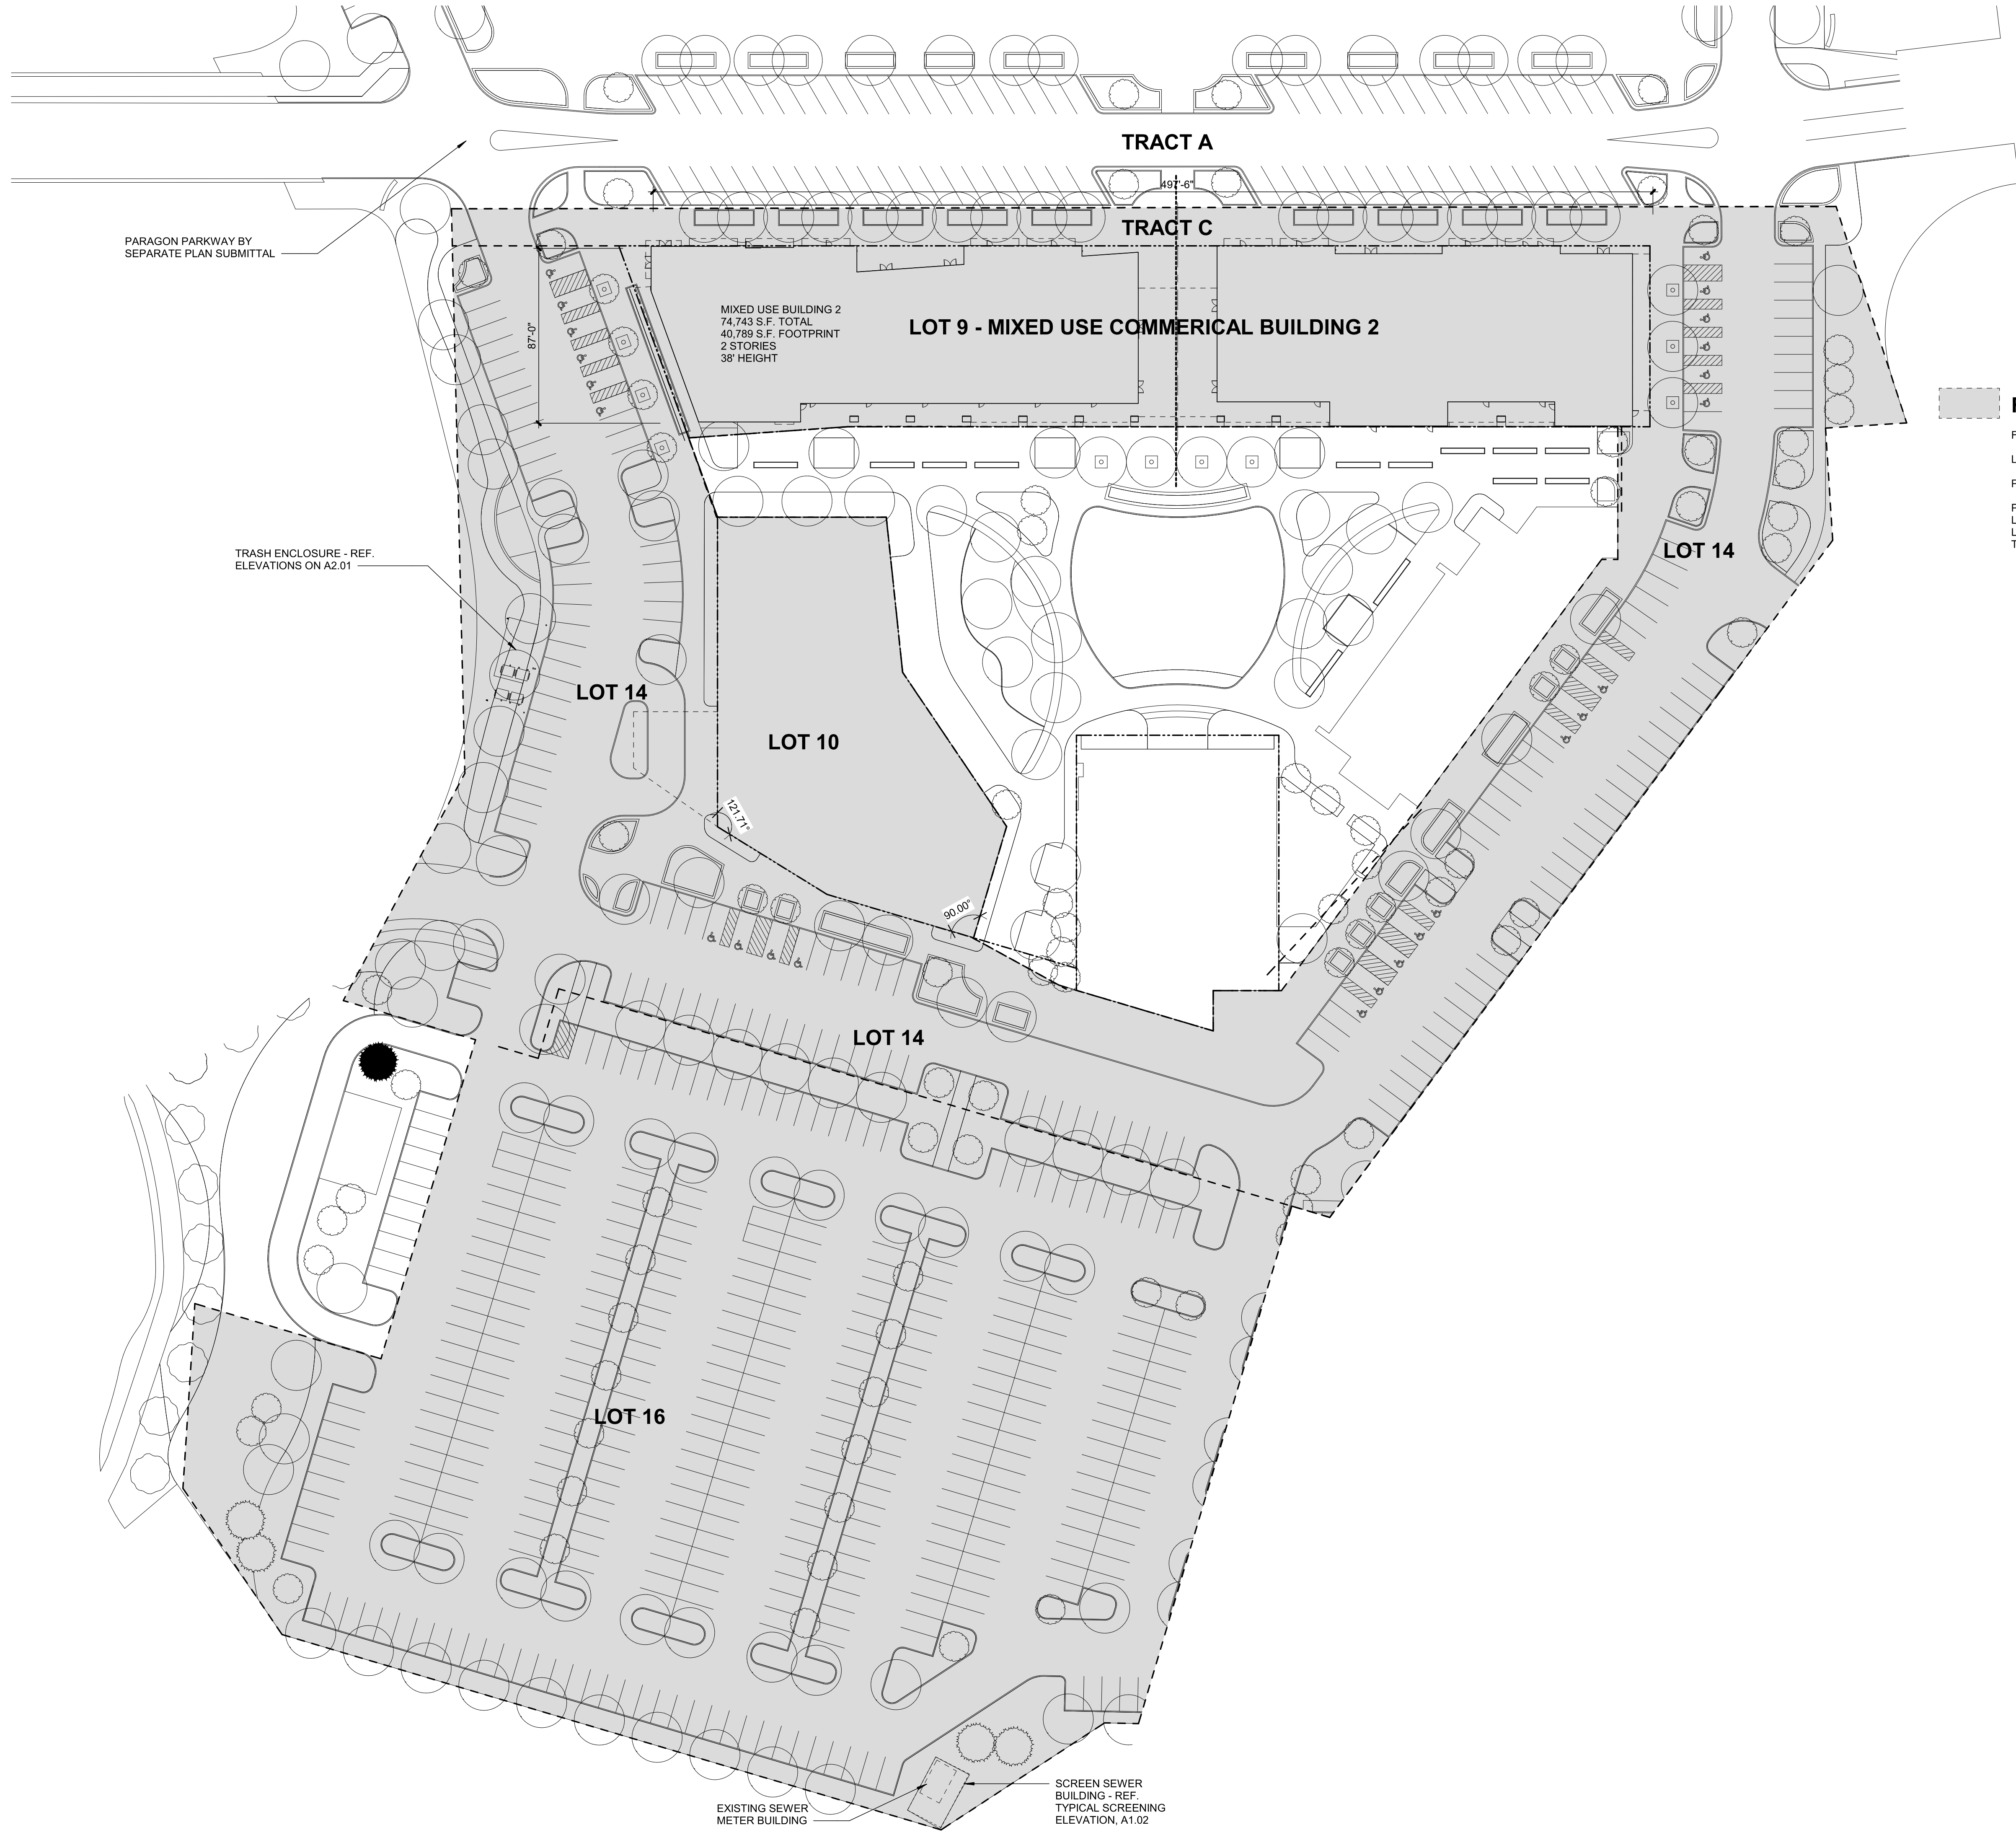 TRACT A
497'-6"
TRACT C
PARAGON PARKWAY BY
SEPARATE PLAN SUBMITTAL
87'-0"
MIXED USE BUILDING 2
74,743 S.F. TOTAL
40,789 S.F. FOOTPRINT
2 STORIES
38' HEIGHT
LOT 9 - MIXED USE COMMERICAL BUILDING 2
F
L
F
F
L
L
T
TRASH ENCLOSURE - REF.
ELEVATIONS ON A2.01
LOT 14
LOT 14
LOT 10
121.71°
90.00°
LOT 14
LOT 16
EXISTING SEWER
METER BUILDING
SCREEN SEWER
BUILDING - REF.
TYPICAL SCREENING
ELEVATION, A1.02